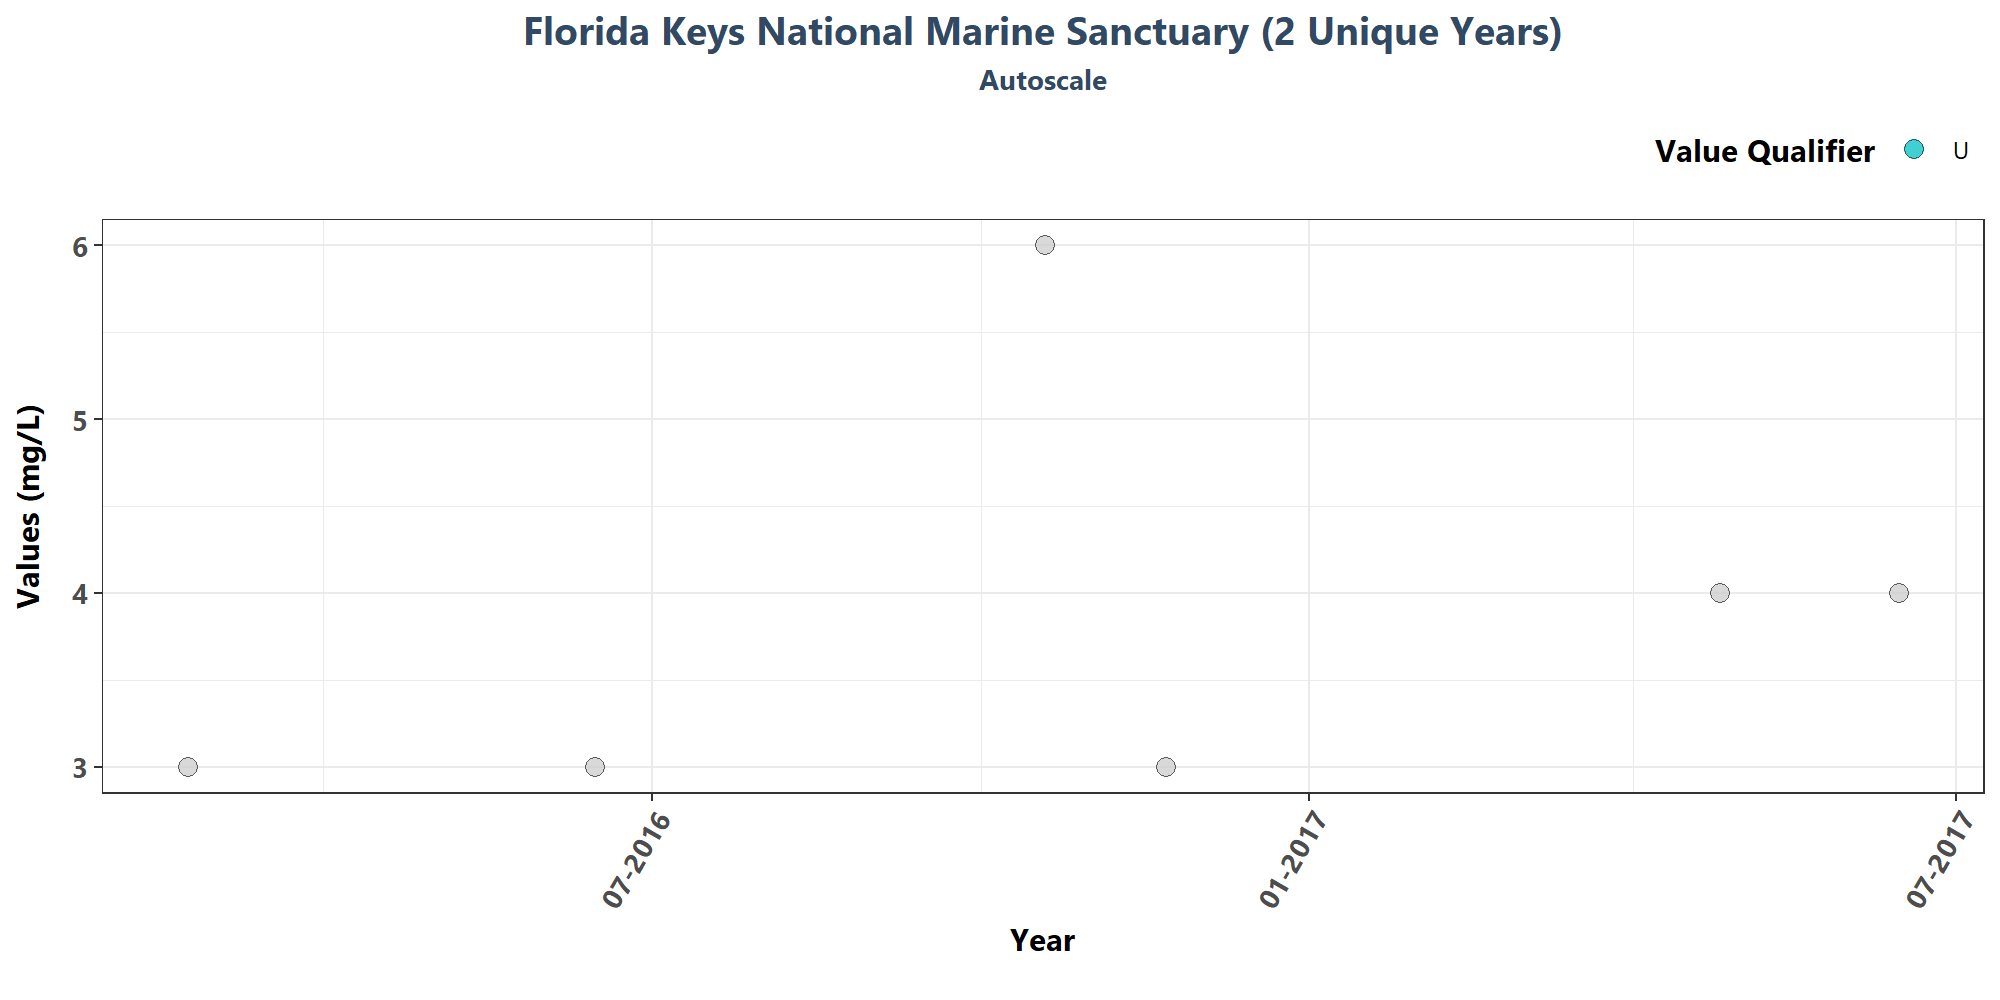 Florida Keys National Marine Sanctuary (2 Unique Years)
Autoscale
Value Qualifier U
Values (mg/L)
6
5
4
3
07-2016
01-2017
07-2017
Year